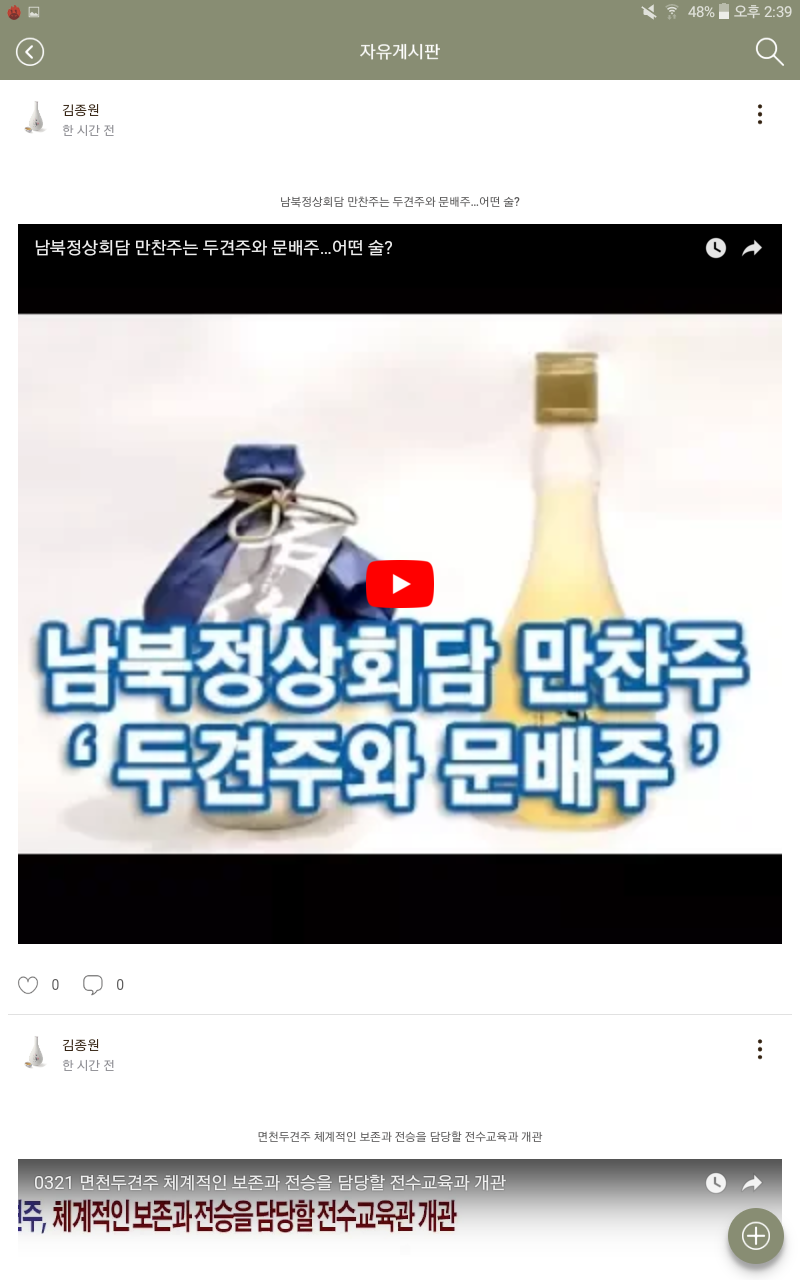 48% 오후 2:39
자유게시판
김종원
한 시간 전
남북정상회담 만찬주는 두견주와 문배주...어떤 술?
남북정상회담 만찬주는 두견주와 문배주...어떤 술?
남북정상회담 만찬주
‘두견주와 문배주’
0 0
김종원
한 시간 전
면천두견주 체계적인 보존과 전승을 담당할 전수교육과 개관
0321 면천두견주 체계적인 보존과 전승을 담당할 전수교육과 개관
견주, 체계적인 보존과 전승을 담당할 전수교육관 개관